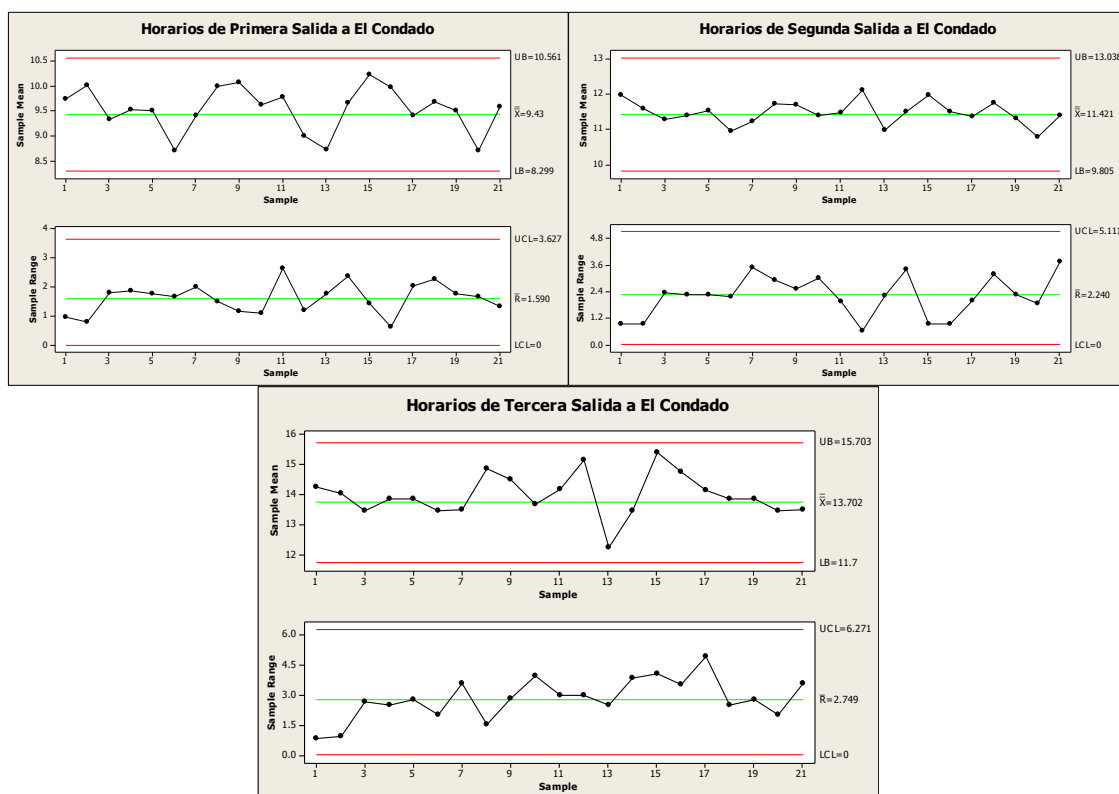 Horarios de Primera Salida a El Condado
Sample Mean
10.5
10.0
9.5
9.0
8.5
UB=10.561
X=9.43
LB=8.299
1 3 5 7 9 11 13 15 17 19 21
Sample
Sample Range
4
3
2
1
0
UCL=3.627
R=1.590
LCL=0
1 3 5 7 9 11 13 15 17 19 21
Sample
Horarios de Segunda Salida a El Condado
Sample Mean
13
12
11
10
UB=13.038
X=11.421
LB=9.805
1 3 5 7 9 11 13 15 17 19 21
Sample
Sample Range
4.8
3.6
2.4
1.2
0.0
UCL=5.111
R=2.240
LCL=0
1 3 5 7 9 11 13 15 17 19 21
Sample
Horarios de Tercera Salida a El Condado
Sample Mean
16
15
14
13
12
UB=15.703
X=13.702
LB=11.7
1 3 5 7 9 11 13 15 17 19 21
Sample
Sample Range
6.0
4.5
3.0
1.5
0.0
UCL=6.271
R=2.749
LCL=0
1 3 5 7 9 11 13 15 17 19 21
Sample